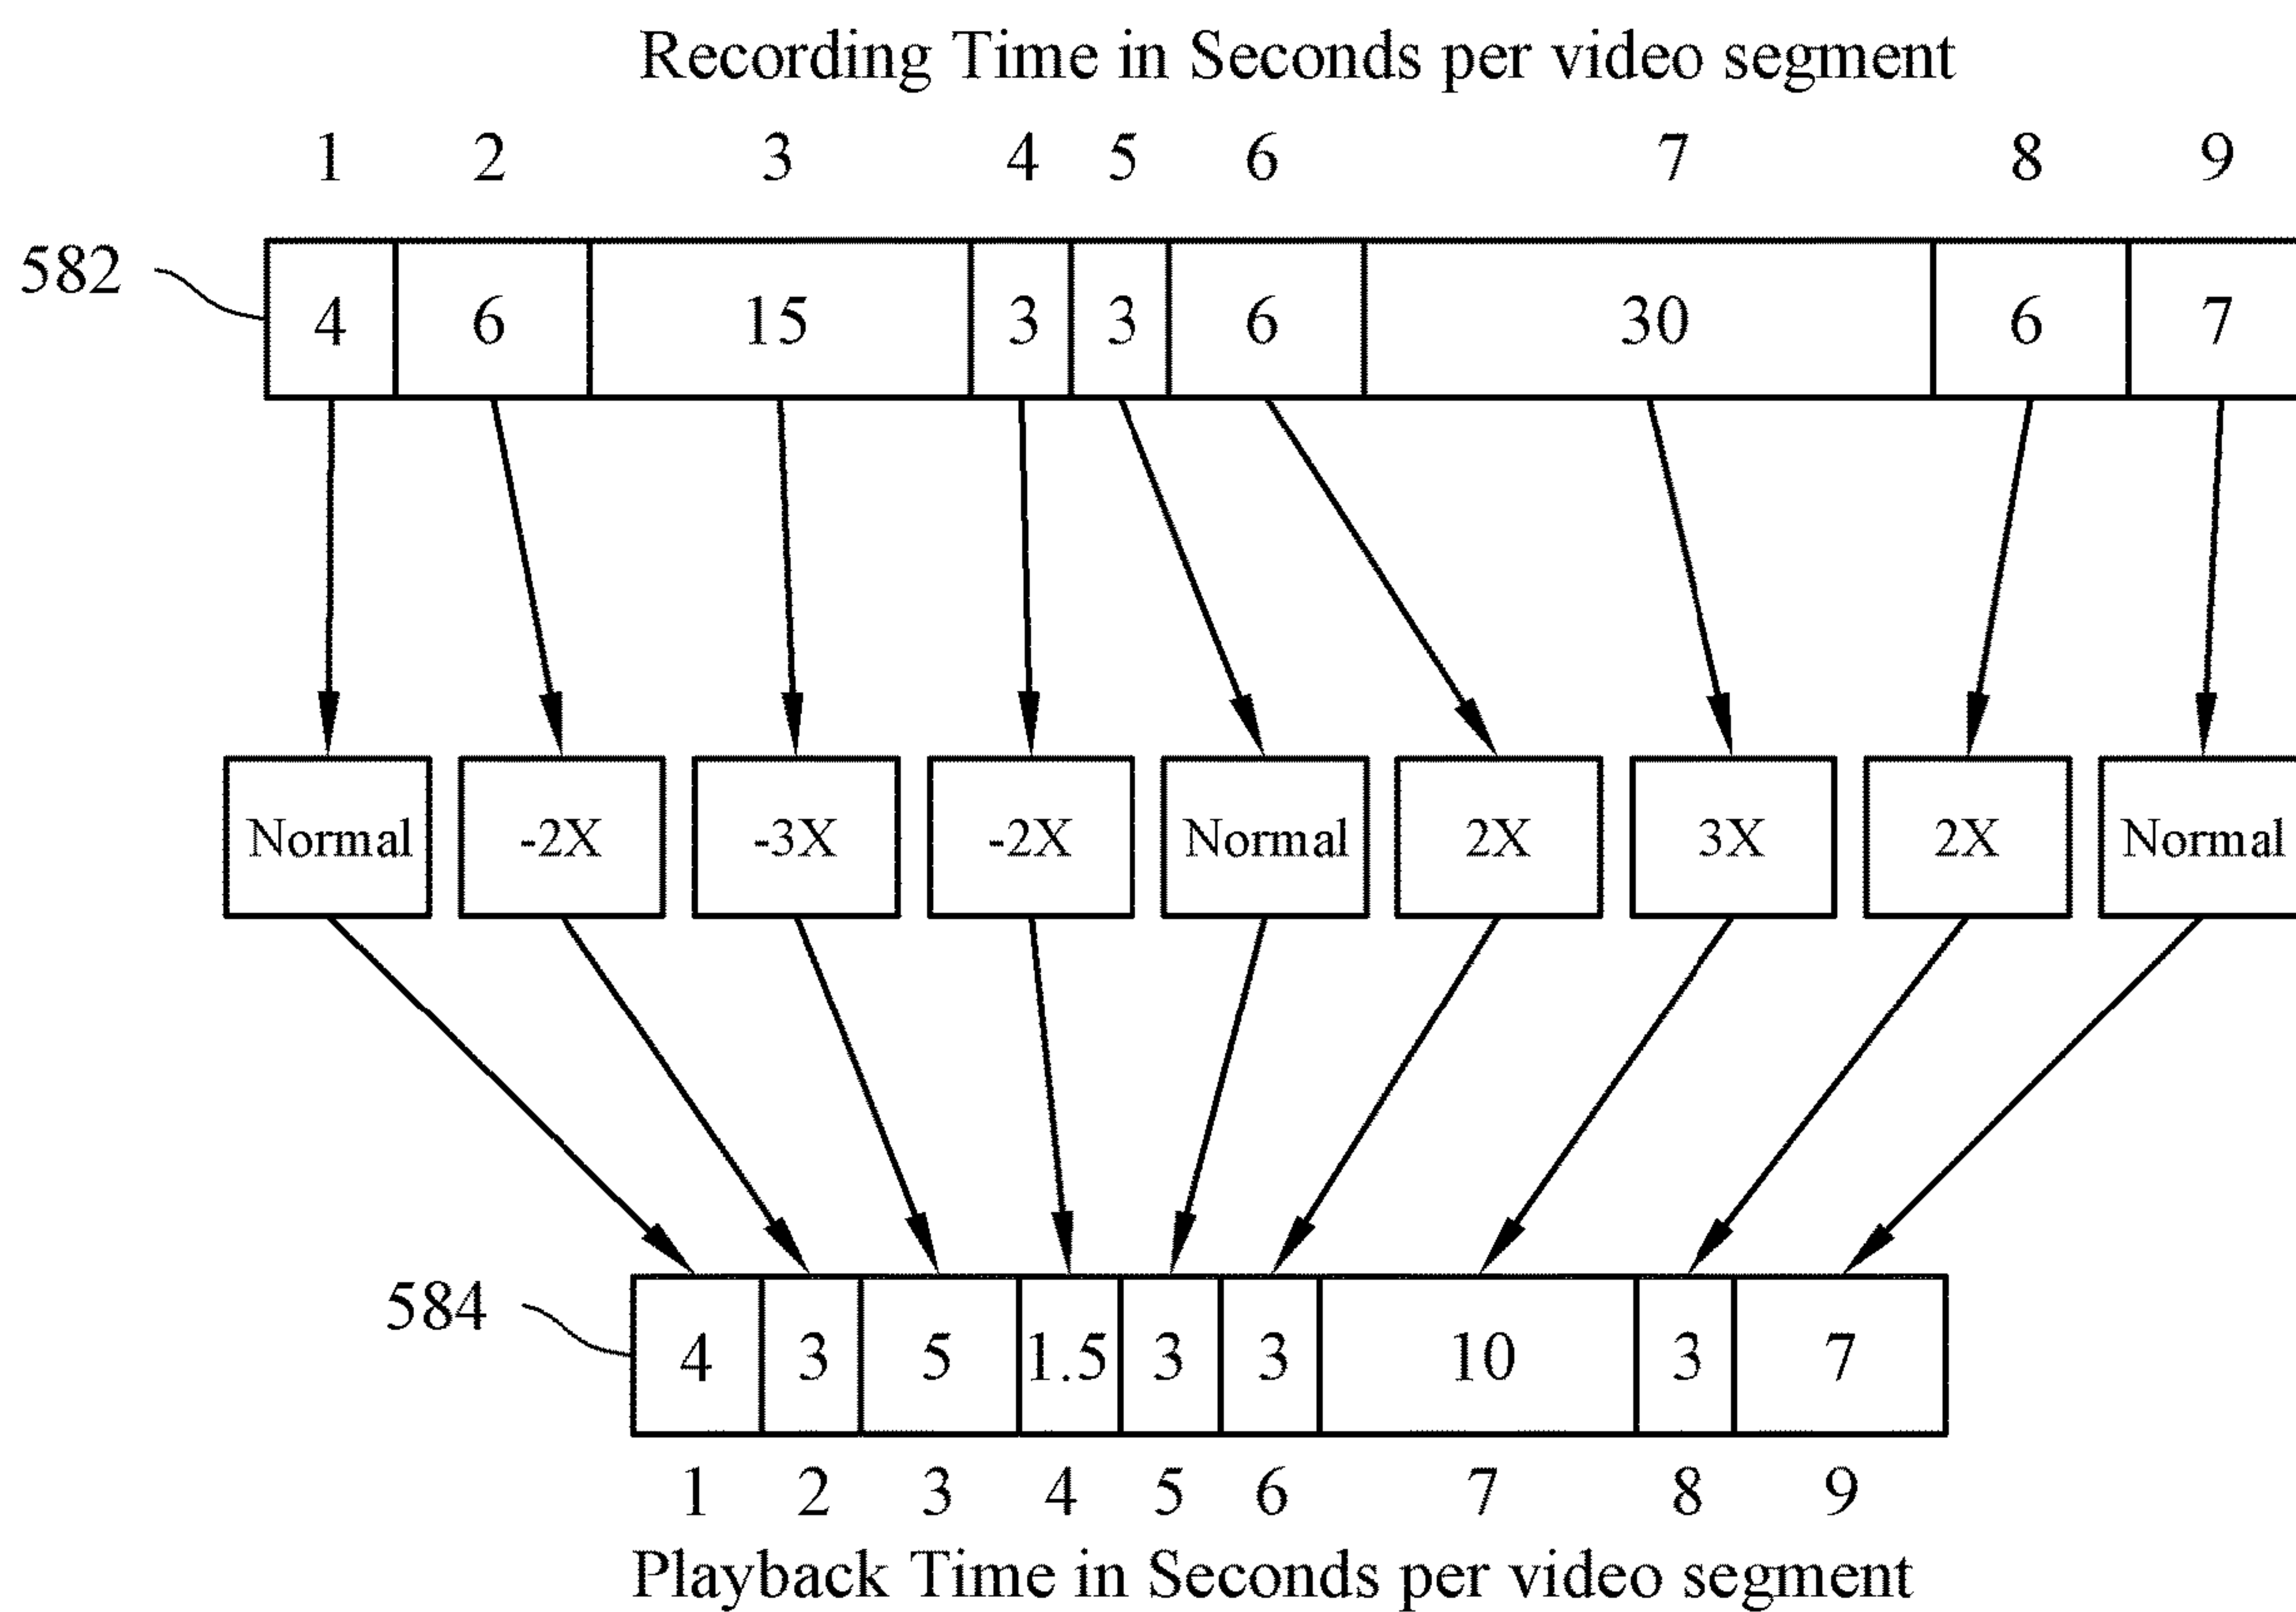 Recording Time in Seconds per video segment
1 2 3 4 5 6 7 8 9
582
4 6 15 3 3 6 30 6 7
Normal -2X -3X -2X Normal 2X 3X 2X Normal
584
4 3 5 1.5 3 3 10 3 7
1 2 3 4 5 6 7 8 9
Playback Time in Seconds per video segment